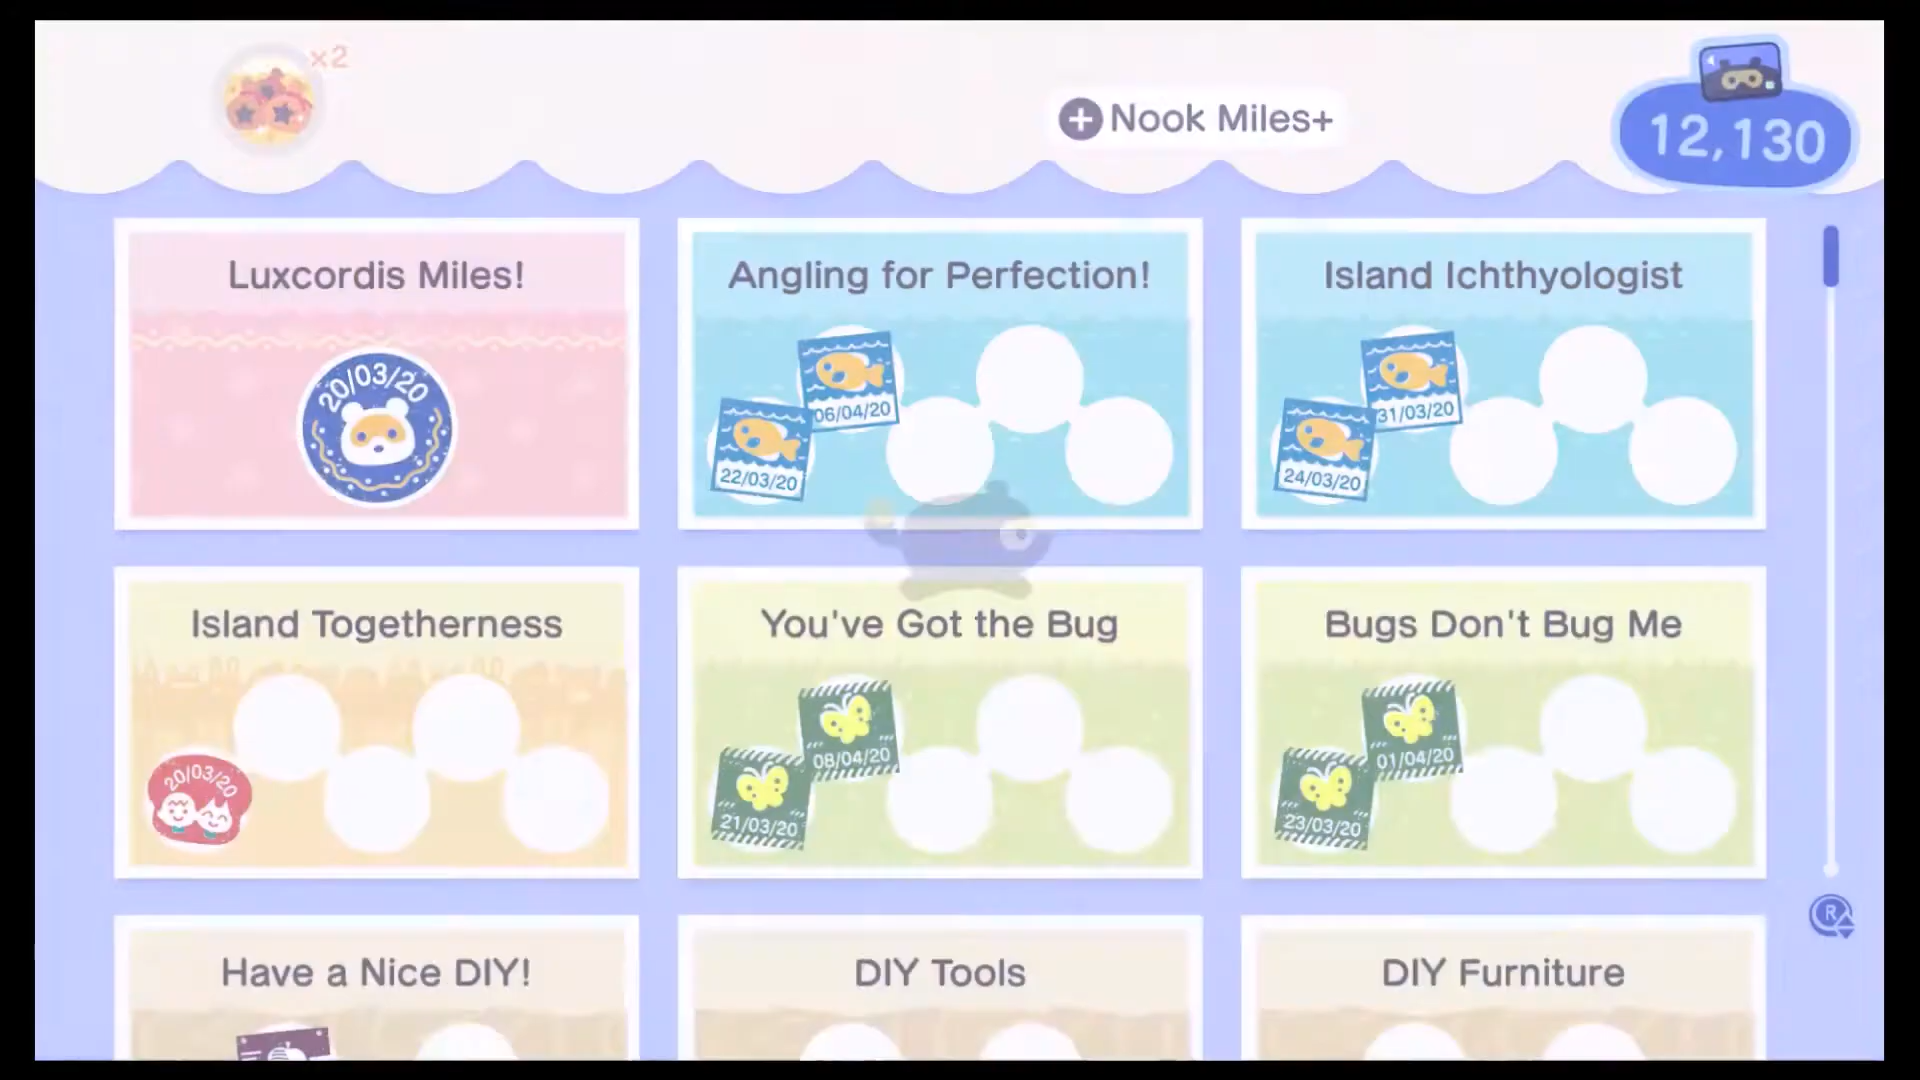 ×2
+ Nook Miles+
12,130
Luxcordis Miles!
20/03/20
Angling for Perfection!
06/04/20
22/03/20
Island Ichthyologist
31/03/20
24/03/20
Island Togetherness
20/03/20
You've Got the Bug
08/04/20
21/03/20
Bugs Don't Bug Me
01/04/20
23/03/20
R
Have a Nice DIY!
DIY Tools
DIY Furniture